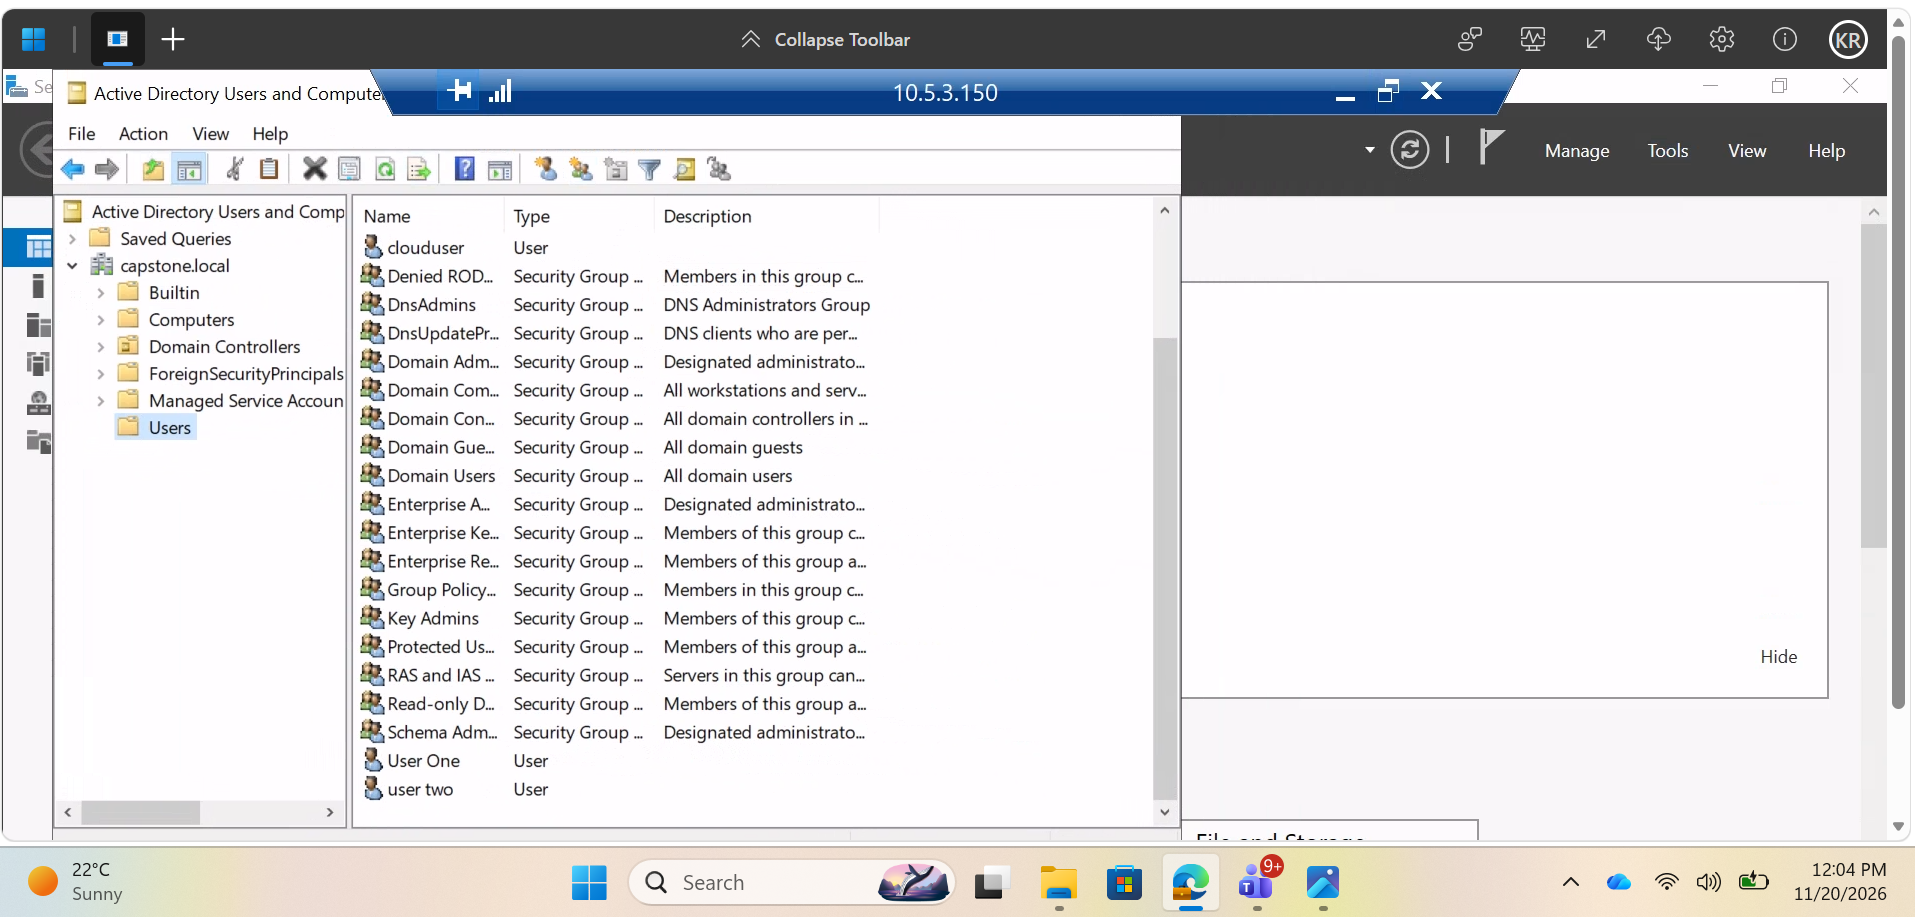 Collapse Toolbar
KR
Se
Active Directory Users and Compute
10.5.3.150
File Action View Help
Manage Tools View Help
Active Directory Users and Comp
Saved Queries
capstone.local
Builtin
Computers
Domain Controllers
ForeignSecurityPrincipals
Managed Service Accoun
Users
Name Type Description
clouduser User
Denied ROD... Security Group ... Members in this group c...
DnsAdmins Security Group ... DNS Administrators Group
DnsUpdatePr... Security Group ... DNS clients who are per...
Domain Adm... Security Group ... Designated administrato...
Domain Com... Security Group ... All workstations and serv...
Domain Con... Security Group ... All domain controllers in ...
Domain Gue... Security Group ... All domain guests
Domain Users Security Group ... All domain users
Enterprise A... Security Group ... Designated administrato...
Enterprise Ke... Security Group ... Members of this group c...
Enterprise Re... Security Group ... Members of this group a...
Group Policy... Security Group ... Members in this group c...
Key Admins Security Group ... Members of this group c...
Protected Us... Security Group ... Members of this group a...
RAS and IAS ... Security Group ... Servers in this group can...
Read-only D... Security Group ... Members of this group a...
Schema Adm... Security Group ... Designated administrato...
User One User
user two User
Hide
File and Storage
22°C
Sunny
Search
9+
12:04 PM
11/20/2026